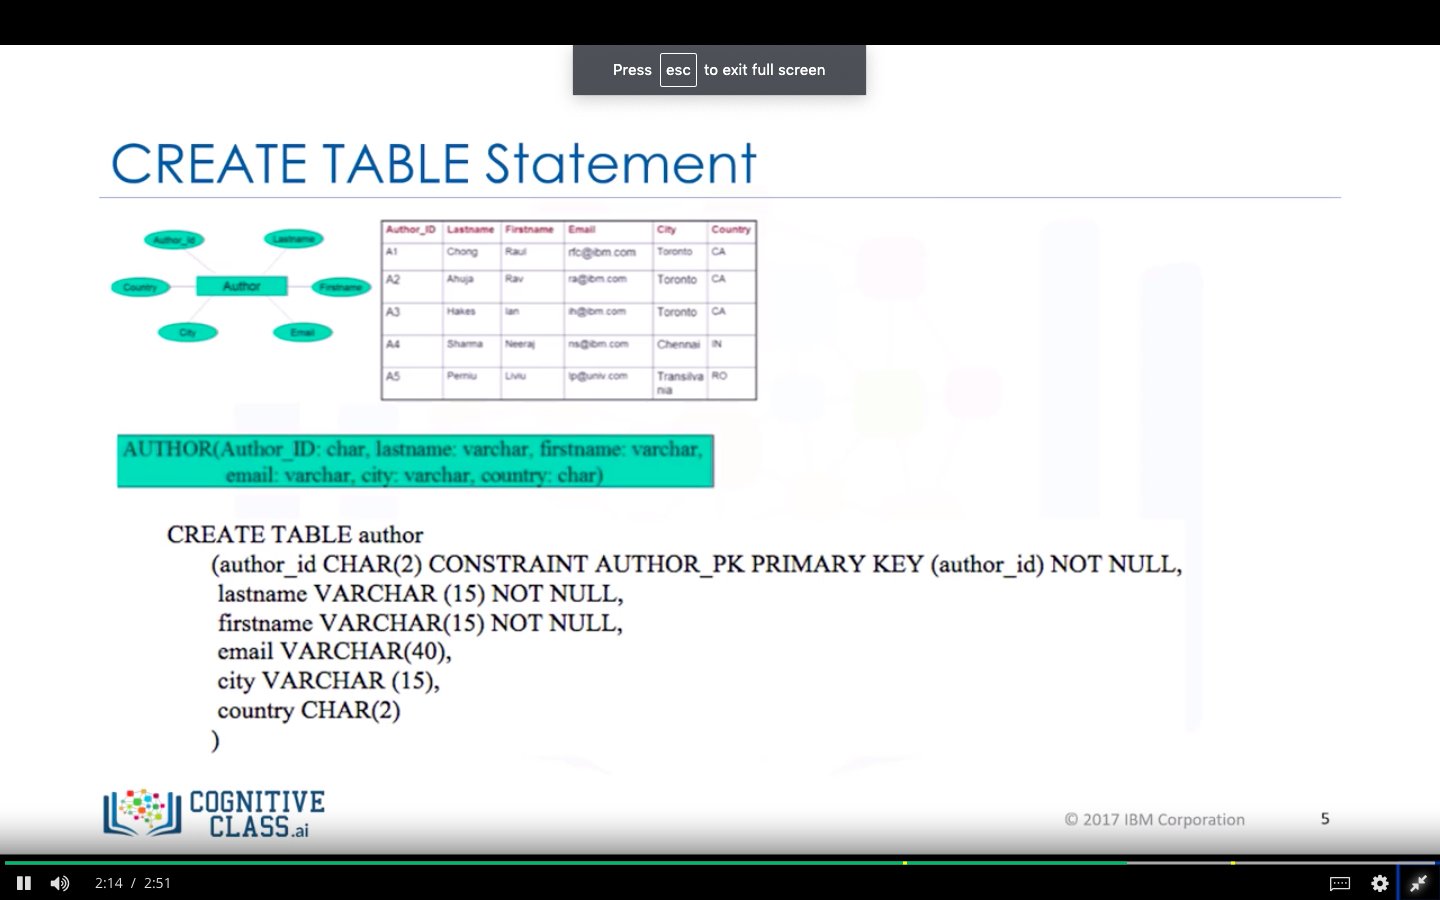 Press esc to exit full screen
CREATE TABLE Statement
Author_Id
Lastname
Country
Author
Firstname
City
Email
Author_ID Lastname Firstname Email City Country
A1 Chong Raul rfc@ibm.com Toronto CA
A2 Ahuja Rav ra@ibm.com Toronto CA
A3 Hakes Ian ih@ibm.com Toronto CA
A4 Sharma Neeraj ns@ibm.com Chennai IN
A5 Perniu Liviu lp@univ.com Transilva RO
nia
AUTHOR(Author_ID: char, lastname: varchar, firstname: varchar,
email: varchar, city: varchar, country: char)
CREATE TABLE author
(author_id CHAR(2) CONSTRAINT AUTHOR_PK PRIMARY KEY (author_id) NOT NULL,
lastname VARCHAR (15) NOT NULL,
firstname VARCHAR(15) NOT NULL,
email VARCHAR(40),
city VARCHAR (15),
country CHAR(2)
)
COGNITIVE
CLASS.ai
© 2017 IBM Corporation 5
2:14 / 2:51